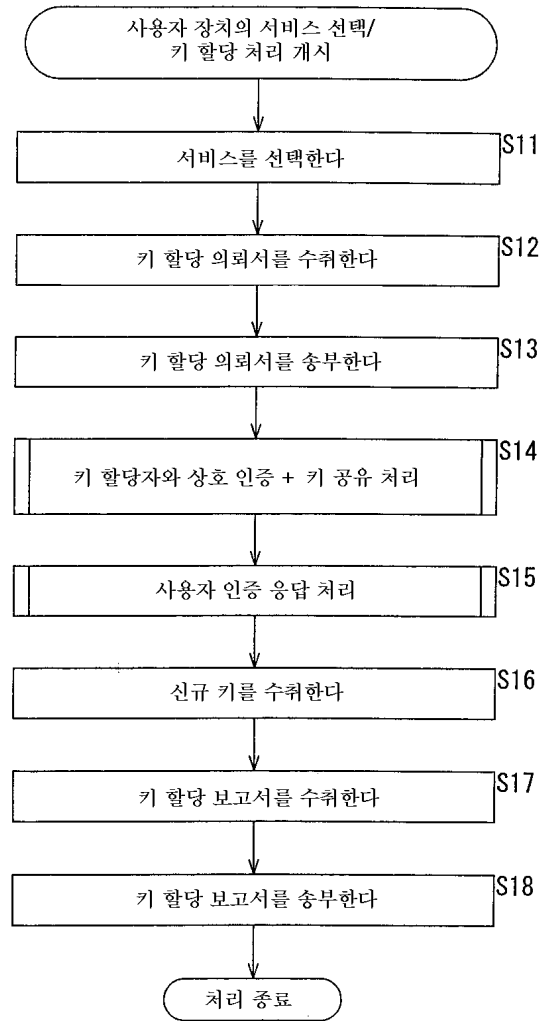 사용자 장치의 서비스 선택/
키 할당 처리 개시
서비스를 선택한다
S11
키 할당 의뢰서를 수취한다
S12
키 할당 의뢰서를 송부한다
S13
키 할당자와 상호 인증 + 키 공유 처리
S14
사용자 인증 응답 처리
S15
신규 키를 수취한다
S16
키 할당 보고서를 수취한다
S17
키 할당 보고서를 송부한다
S18
처리 종료